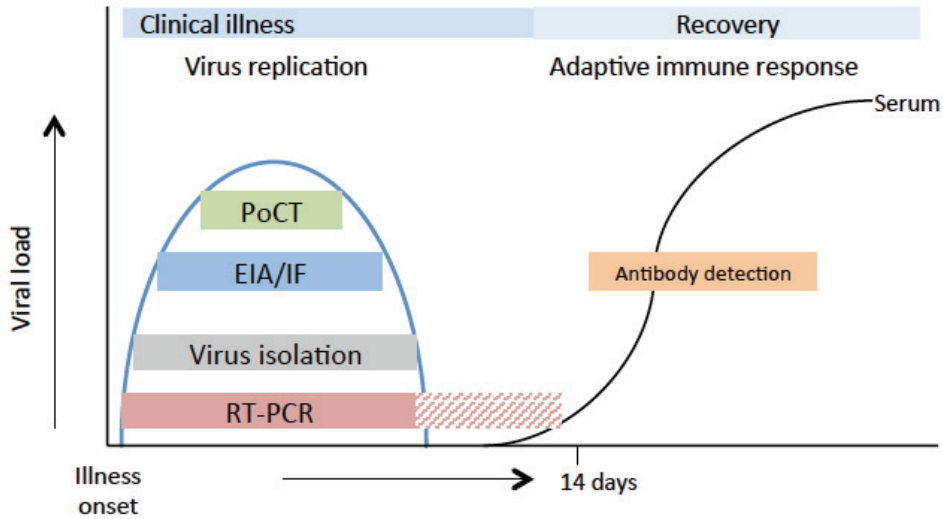 Clinical illness
Recovery
Virus replication
Adaptive immune response
Serum
Viral load
PoCT
EIA/IF
Antibody detection
Virus isolation
RT-PCR
Illness
onset
14 days